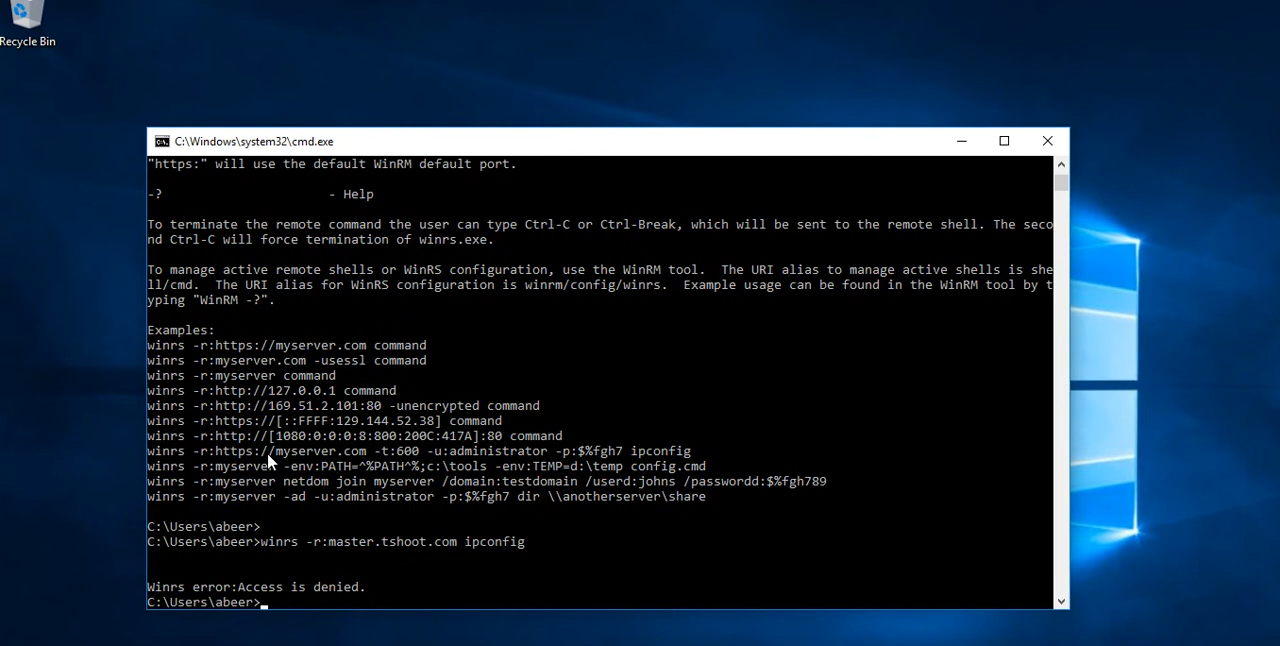 Recycle Bin
C:\Windows\system32\cmd.exe
"https:" will use the default WinRM default port.
-?                      - Help
To terminate the remote command the user can type Ctrl-C or Ctrl-Break, which will be sent to the remote shell. The seco
nd Ctrl-C will force termination of winrs.exe.
To manage active remote shells or WinRS configuration, use the WinRM tool.  The URI alias to manage active shells is she
ll/cmd.  The URI alias for WinRS configuration is winrm/config/winrs.  Example usage can be found in the WinRM tool by t
yping "WinRM -?".
Examples:
winrs -r:https://myserver.com command
winrs -r:myserver.com -usessl command
winrs -r:myserver command
winrs -r:http://127.0.0.1 command
winrs -r:http://169.51.2.101:80 -unencrypted command
winrs -r:https://[::FFFF:129.144.52.38] command
winrs -r:http://[1080:0:0:0:8:800:200C:417A]:80 command
winrs -r:https://myserver.com -t:600 -u:administrator -p:$%fgh7 ipconfig
winrs -r:myserver -env:PATH=^%PATH^%;c:\tools -env:TEMP=d:\temp config.cmd
winrs -r:myserver netdom join myserver /domain:testdomain /userd:johns /passwordd:$%fgh789
winrs -r:myserver -ad -u:administrator -p:$%fgh7 dir \\anotherserver\share
C:\Users\abeer>
C:\Users\abeer>winrs -r:master.tshoot.com ipconfig
Winrs error:Access is denied.
C:\Users\abeer>